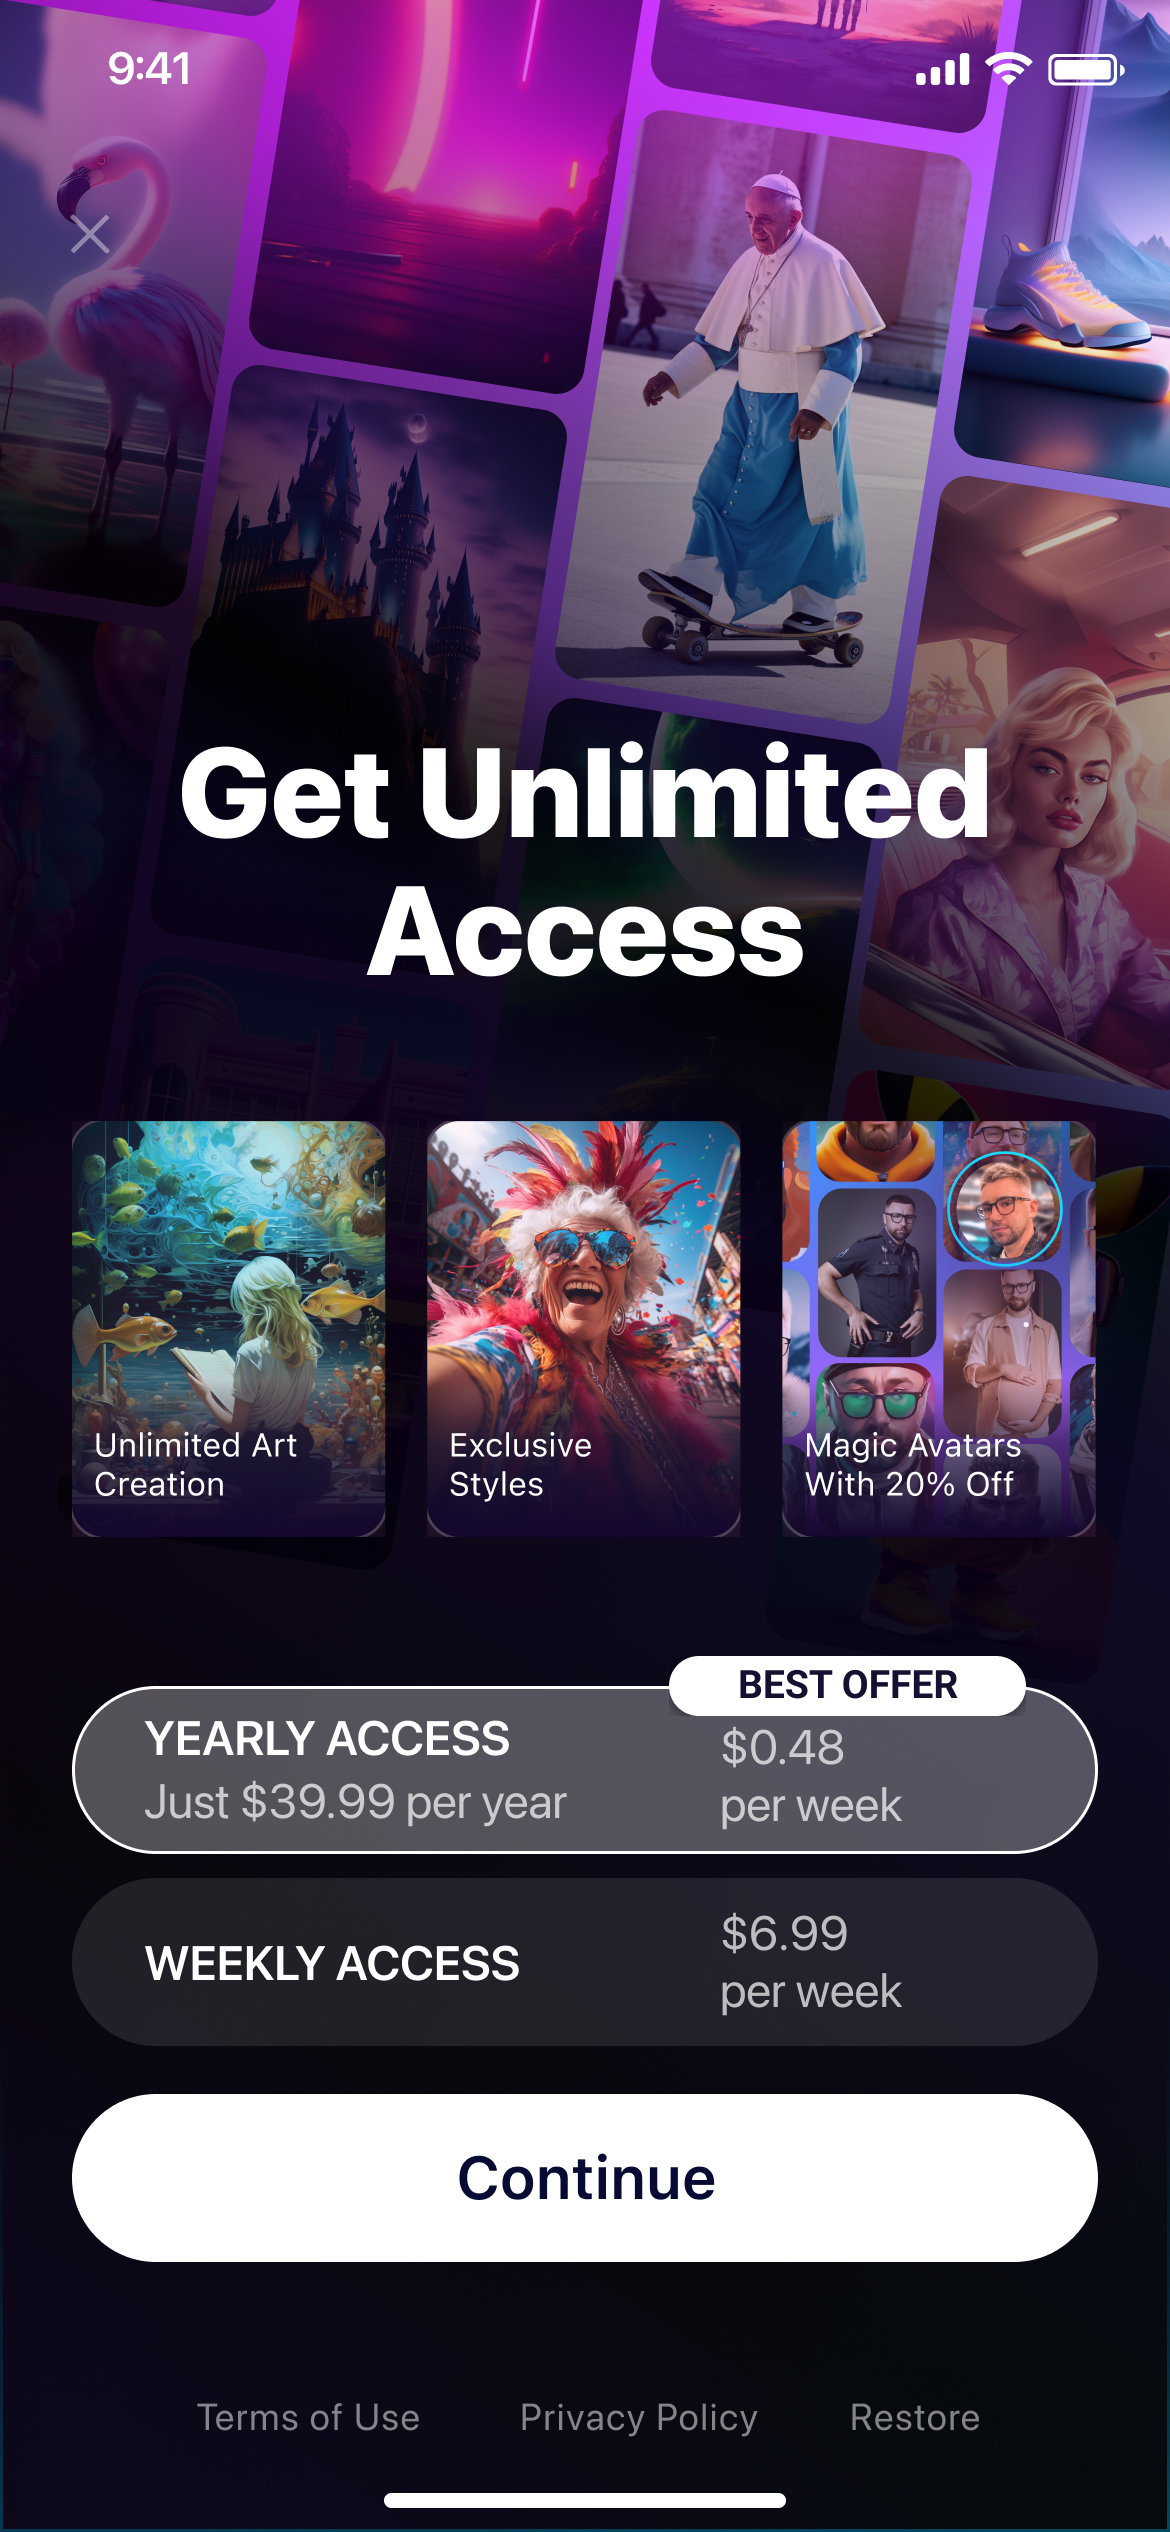 9:41
Get Unlimited
Access
Unlimited Art
Creation
Exclusive
Styles
Magic Avatars
With 20% Off
BEST OFFER
YEARLY ACCESS
Just $39.99 per year
$0.48
per week
WEEKLY ACCESS
$6.99
per week
Continue
Terms of Use
Privacy Policy
Restore